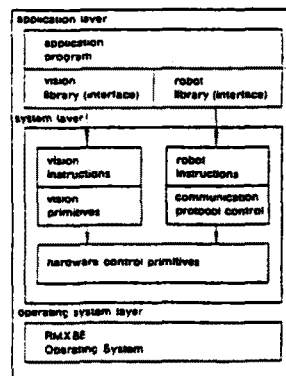 application layer
application
program
vision
library (interface)
robot
library (interface)
system layer
vision
instructions
robot
instructions
vision
primitives
communication
protocol control
hardware control primitives
operating system layer
Operating System